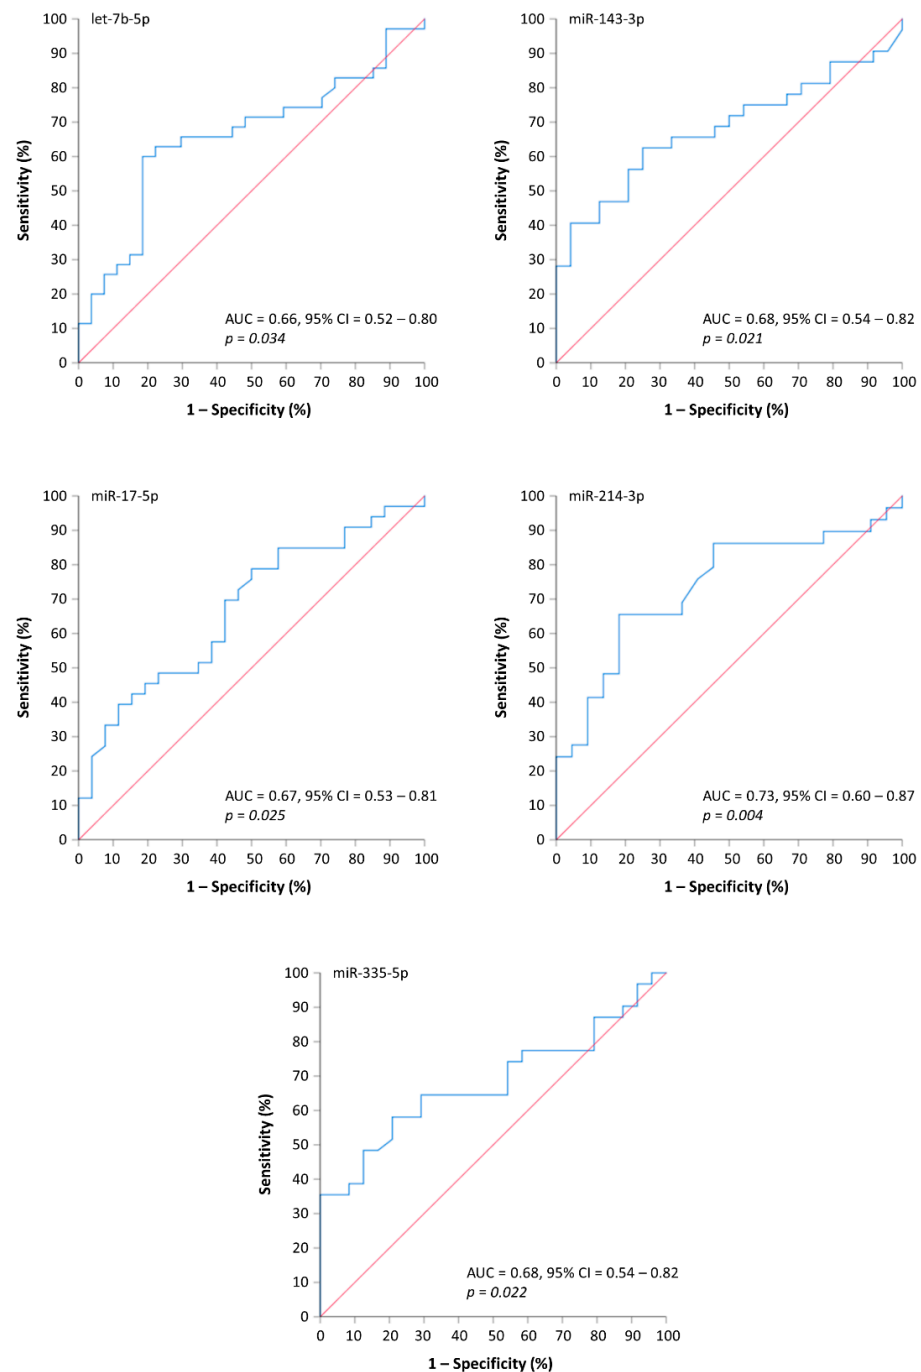 let-7b-5p
100
90
80
70
60
50
40
30
20
10
0
Sensitivity (%)
AUC = 0.66, 95% CI = 0.52 – 0.80
p = 0.034
0 10 20 30 40 50 60 70 80 90 100
1 – Specificity (%)
miR-143-3p
100
90
80
70
60
50
40
30
20
10
0
Sensitivity (%)
AUC = 0.68, 95% CI = 0.54 – 0.82
p = 0.021
0 10 20 30 40 50 60 70 80 90 100
1 – Specificity (%)
miR-17-5p
100
90
80
70
60
50
40
30
20
10
0
Sensitivity (%)
AUC = 0.67, 95% CI = 0.53 – 0.81
p = 0.025
0 10 20 30 40 50 60 70 80 90 100
1 – Specificity (%)
miR-214-3p
100
90
80
70
60
50
40
30
20
10
0
Sensitivity (%)
AUC = 0.73, 95% CI = 0.60 – 0.87
p = 0.004
0 10 20 30 40 50 60 70 80 90 100
1 – Specificity (%)
miR-335-5p
100
90
80
70
60
50
40
30
20
10
0
Sensitivity (%)
AUC = 0.68, 95% CI = 0.54 – 0.82
p = 0.022
0 10 20 30 40 50 60 70 80 90 100
1 – Specificity (%)